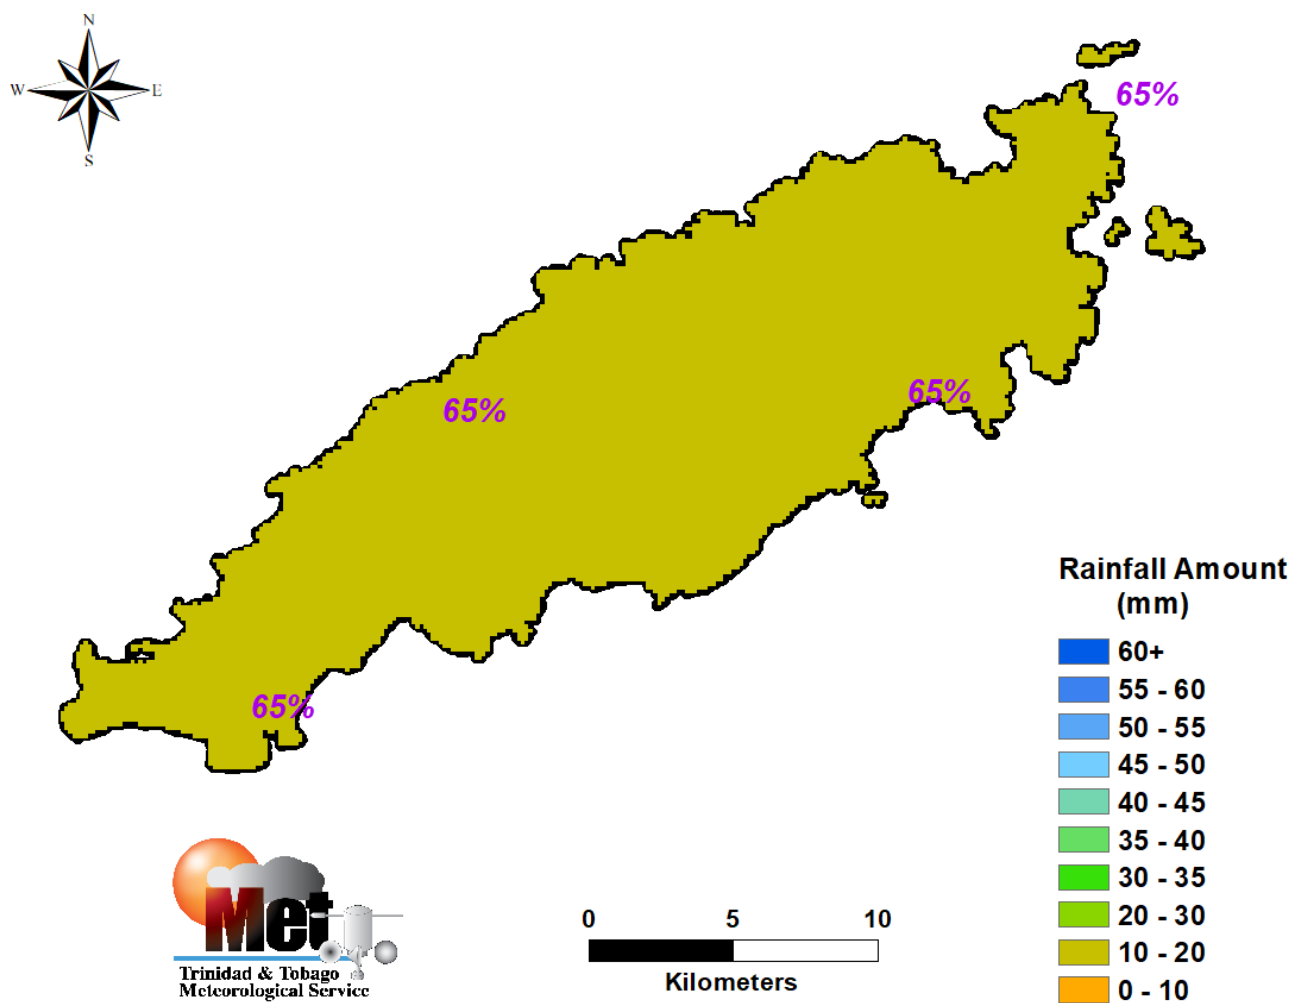 N
W
E
S
65%
65%
65%
65%
Rainfall Amount
(mm)
60+
55 - 60
50 - 55
45 - 50
40 - 45
35 - 40
30 - 35
20 - 30
10 - 20
0 - 10
Met
Trinidad & Tobago
Meteorological Service
0 5 10
Kilometers